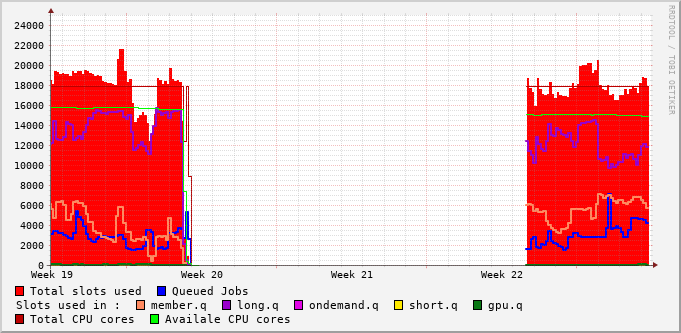 24000
22000
20000
18000
16000
14000
12000
10000
8000
6000
4000
2000
0
Week 19 Week 20 Week 21 Week 22
RRDTOOL / TOBI OETIKER
Total slots used Queued Jobs
Slots used in : member.q long.q ondemand.q short.q gpu.q
Total CPU cores Availale CPU cores